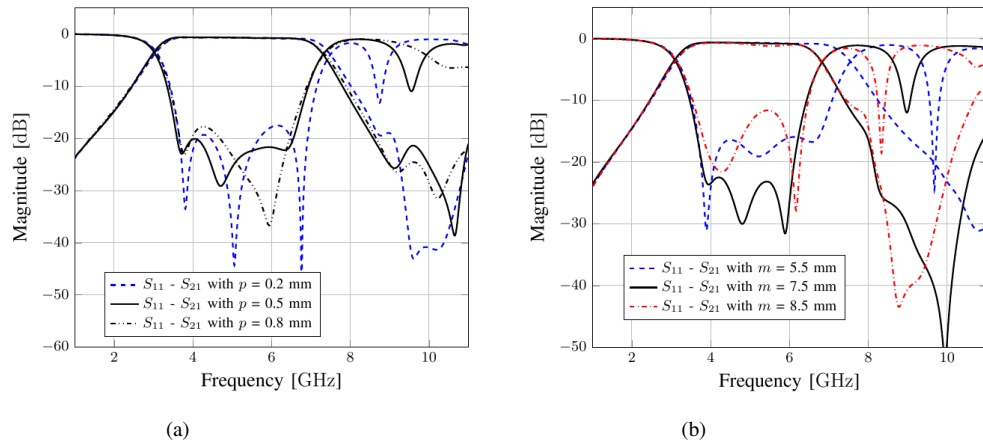 0
−10
−20
−30
−40
−50
−60
2 4 6 8 10
Magnitude [dB]
Frequency [GHz]
S11 - S21 with p = 0.2 mm
S11 - S21 with p = 0.5 mm
S11 - S21 with p = 0.8 mm
(a)
0
−10
−20
−30
−40
−50
2 4 6 8 10
Magnitude [dB]
Frequency [GHz]
S11 - S21 with m = 5.5 mm
S11 - S21 with m = 7.5 mm
S11 - S21 with m = 8.5 mm
(b)